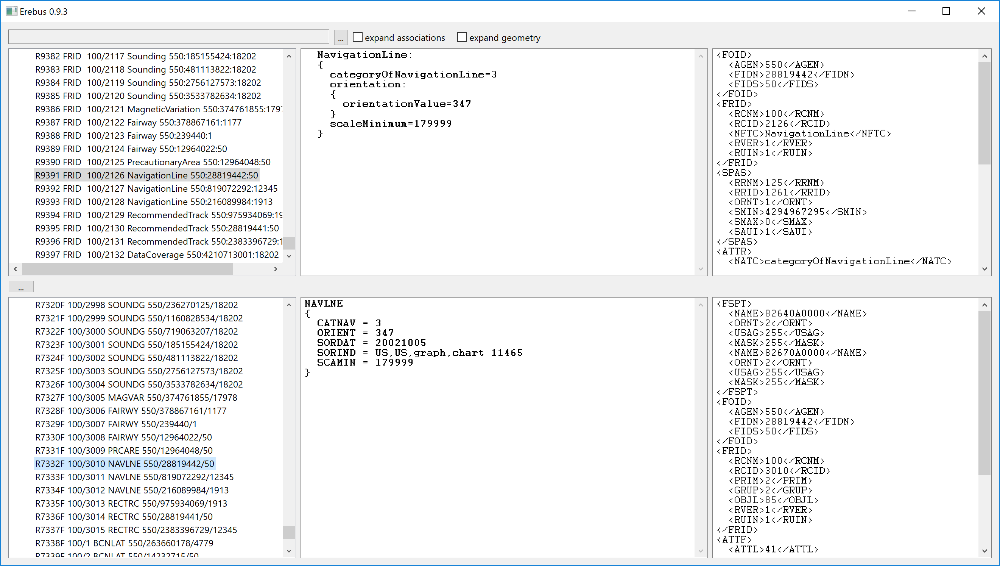 Erebus 0.9.3
...
expand associations
expand geometry
R9382 FRID 100/2117 Sounding 550:185155424:18202
R9383 FRID 100/2118 Sounding 550:481113822:18202
R9384 FRID 100/2119 Sounding 550:2756127573:18202
R9385 FRID 100/2120 Sounding 550:3533782634:18202
R9386 FRID 100/2121 MagneticVariation 550:374761855:1797
R9387 FRID 100/2122 Fairway 550:378867161:1177
R9388 FRID 100/2123 Fairway 550:239440:1
R9389 FRID 100/2124 Fairway 550:12964022:50
R9390 FRID 100/2125 PrecautionaryArea 550:12964048:50
R9391 FRID 100/2126 NavigationLine 550:28819442:50
R9392 FRID 100/2127 NavigationLine 550:819072292:12345
R9393 FRID 100/2128 NavigationLine 550:216089984:1913
R9394 FRID 100/2129 RecommendedTrack 550:975934069:19
R9395 FRID 100/2130 RecommendedTrack 550:28819441:50
R9396 FRID 100/2131 RecommendedTrack 550:2383396729:1
R9397 FRID 100/2132 DataCoverage 550:4210713001:18202
NavigationLine:
{
categoryOfNavigationLine=3
orientation:
{
orientationValue=347
}
scaleMinimum=179999
}
<FOID>
<AGEN>550</AGEN>
<FIDN>28819442</FIDN>
<FIDS>50</FIDS>
</FOID>
<FRID>
<RCNM>100</RCNM>
<RCID>2126</RCID>
<NFTC>NavigationLine</NFTC>
<RVER>1</RVER>
<RUIN>1</RUIN>
</FRID>
<SPAS>
<RRNM>125</RRNM>
<RRID>1261</RRID>
<ORNT>1</ORNT>
<SMIN>4294967295</SMIN>
<SMAX>0</SMAX>
<SAUI>1</SAUI>
</SPAS>
<ATTR>
<NATC>categoryOfNavigationLine</NATC>
...
R7320F 100/2998 SOUNDG 550/236270125/18202
R7321F 100/2999 SOUNDG 550/1160828534/18202
R7322F 100/3000 SOUNDG 550/719063207/18202
R7323F 100/3001 SOUNDG 550/185155424/18202
R7324F 100/3002 SOUNDG 550/481113822/18202
R7325F 100/3003 SOUNDG 550/2756127573/18202
R7326F 100/3004 SOUNDG 550/3533782634/18202
R7327F 100/3005 MAGVAR 550/374761855/17978
R7328F 100/3006 FAIRWY 550/378867161/1177
R7329F 100/3007 FAIRWY 550/239440/1
R7330F 100/3008 FAIRWY 550/12964022/50
R7331F 100/3009 PRCARE 550/12964048/50
R7332F 100/3010 NAVLNE 550/28819442/50
R7333F 100/3011 NAVLNE 550/819072292/12345
R7334F 100/3012 NAVLNE 550/216089984/1913
R7335F 100/3013 RECTRC 550/975934069/1913
R7336F 100/3014 RECTRC 550/28819441/50
R7337F 100/3015 RECTRC 550/2383396729/12345
R7338F 100/1 BCNLAT 550/263660178/4779
R7339F 100/2 BCNLAT 550/14232715/50
NAVLNE
{
CATNAV = 3
ORIENT = 347
SORDAT = 20021005
SORIND = US,US,graph,chart 11465
SCAMIN = 179999
}
<FSPT>
<NAME>82640A0000</NAME>
<ORNT>2</ORNT>
<USAG>255</USAG>
<MASK>255</MASK>
<NAME>82670A0000</NAME>
<ORNT>2</ORNT>
<USAG>255</USAG>
<MASK>255</MASK>
</FSPT>
<FOID>
<AGEN>550</AGEN>
<FIDN>28819442</FIDN>
<FIDS>50</FIDS>
</FOID>
<FRID>
<RCNM>100</RCNM>
<RCID>3010</RCID>
<PRIM>2</PRIM>
<GRUP>2</GRUP>
<OBJL>85</OBJL>
<RVER>1</RVER>
<RUIN>1</RUIN>
</FRID>
<ATTF>
<ATTL>41</ATTL>